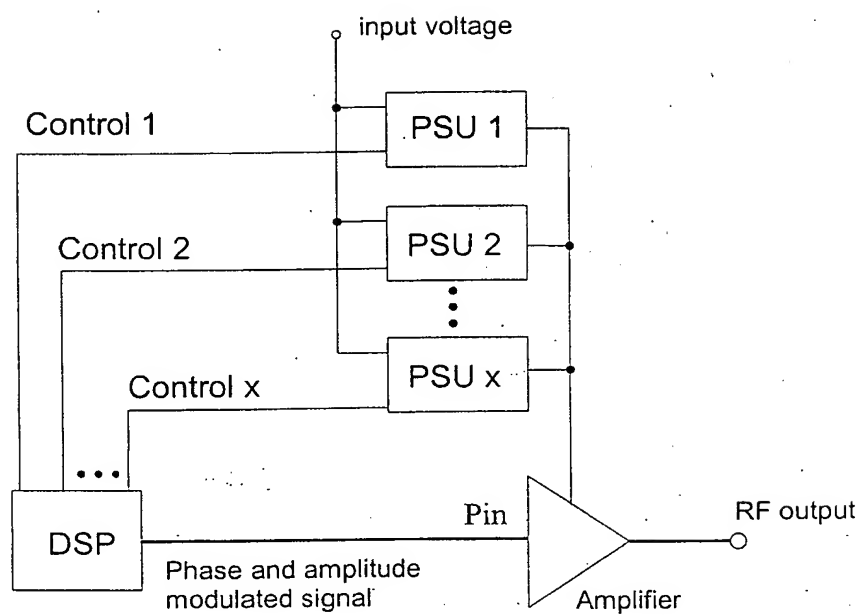 input voltage
Control 1
PSU 1
Control 2
PSU 2
Control x
PSU x
DSP
Pin
RF output
Phase and amplitude
modulated signal
Amplifier